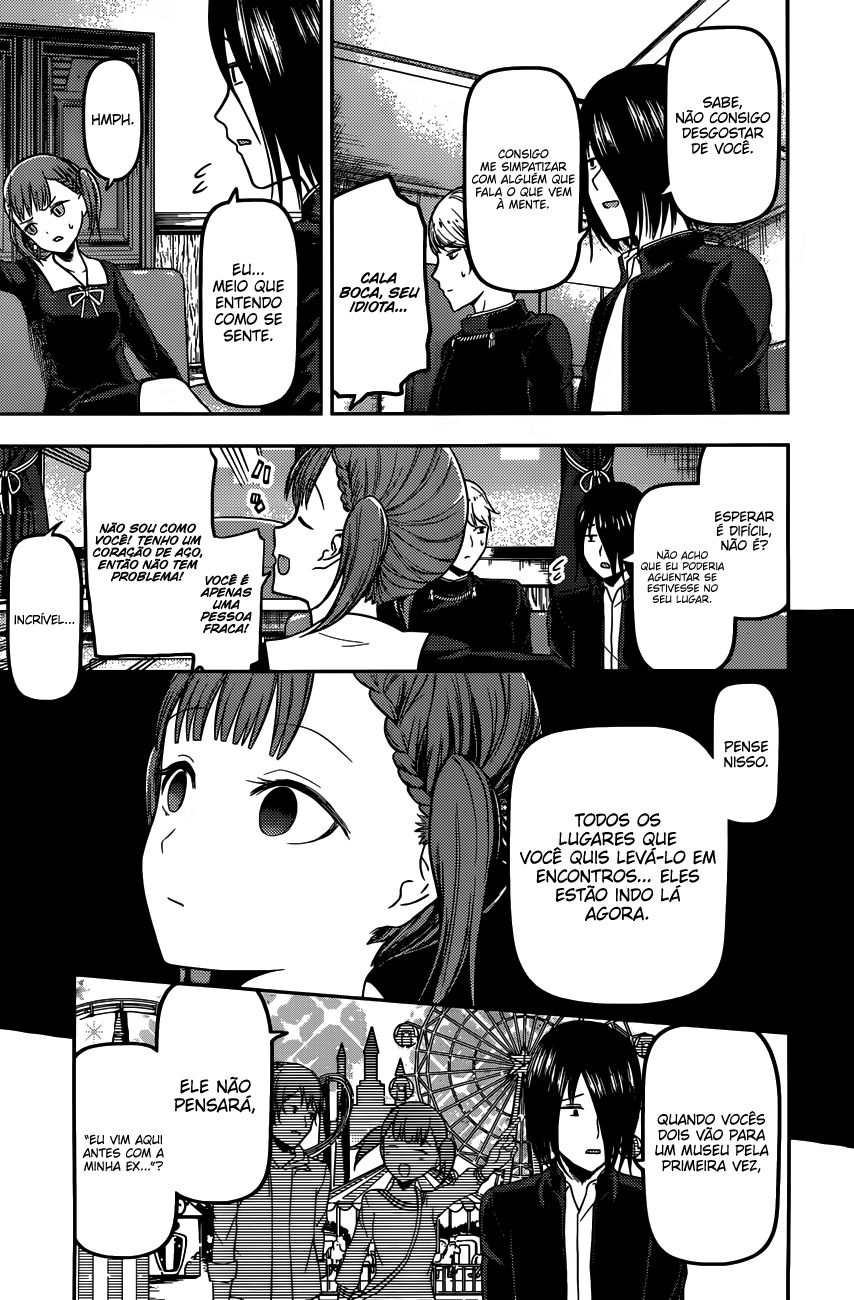 SABE,
NÃO CONSIGO
DESGOSTAR
DE VOCÊ.
CONSIGO
ME SIMPATIZAR
COM ALGUÉM QUE
FALA O QUE VEM
À MENTE.
CALA
BOCA, SEU
IDIOTA...
HMPH.
EU...
MEIO QUE
ENTENDO
COMO SE
SENTE.
ESPERAR
É DIFÍCIL,
NÃO É?
NÃO ACHO
QUE EU PODERIA
AGUENTAR SE
ESTIVESSE NO
SEU LUGAR.
NÃO SOU COMO
VOCÊ! TENHO UM
CORAÇÃO DE AÇO,
ENTÃO NÃO TEM
PROBLEMA!
VOCÊ É
APENAS
UMA
PESSOA
FRACA!
INCRÍVEL...
PENSE
NISSO.
TODOS OS
LUGARES QUE
VOCÊ QUIS LEVÁ-LO EM
ENCONTROS... ELES
ESTÃO INDO LÁ
AGORA.
QUANDO VOCÊS
DOIS VÃO PARA
UM MUSEU PELA
PRIMEIRA VEZ,
ELE NÃO
PENSARÁ,
"EU VIM AQUI
ANTES COM A
MINHA EX..."?